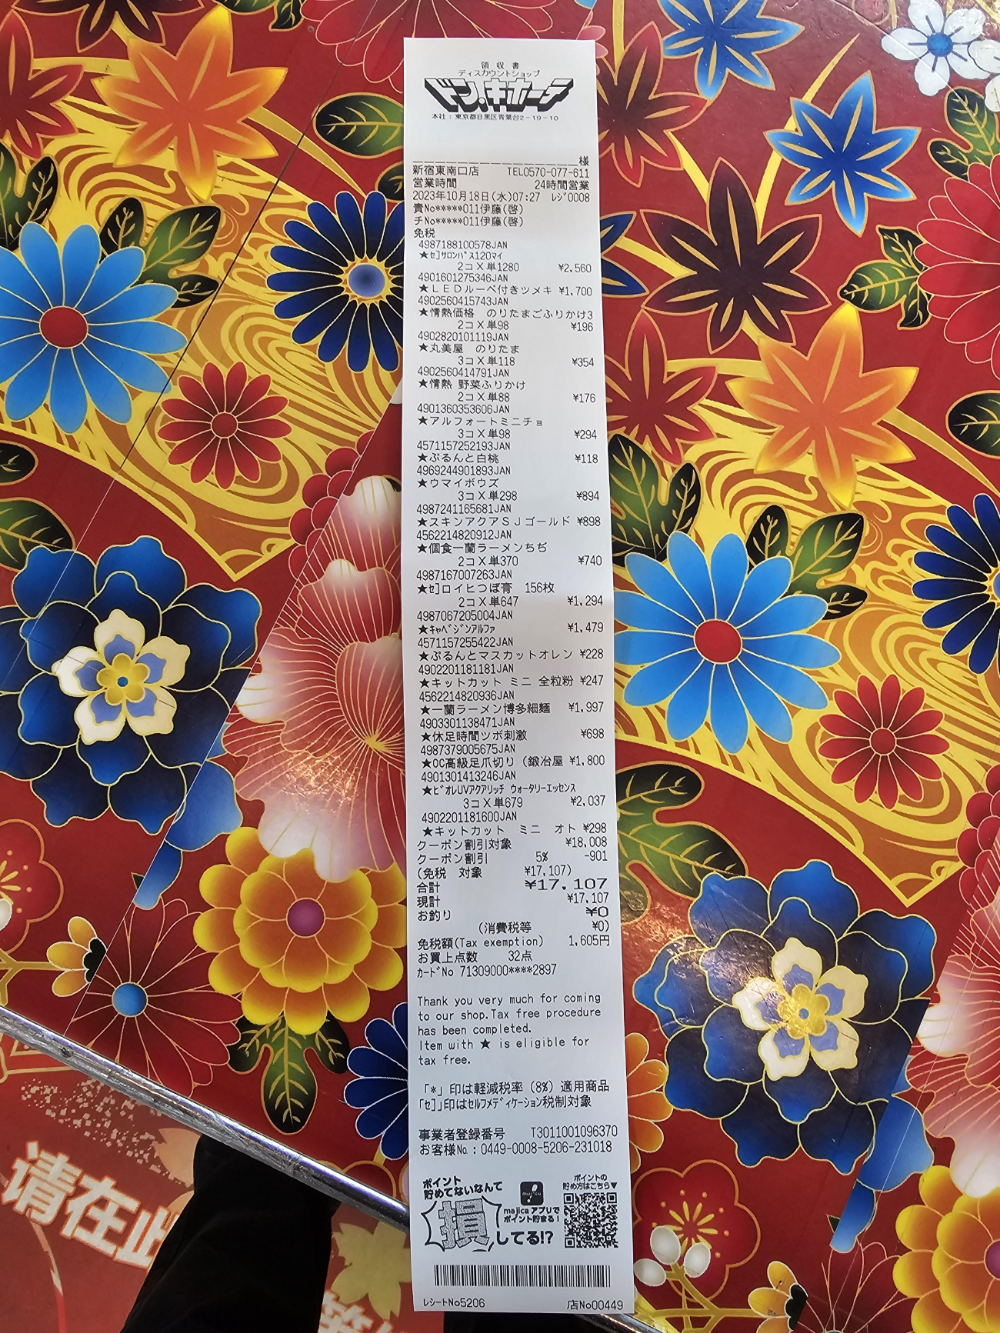 領収書
ディスカウントショップ
ドン.キホーテ
本社：東京都目黒区青葉台2-19-10
様
新宿東南口店 TEL0570-077-611
営業時間 24時間営業
2023年10月18日(水)07:27 レジ0008
責No*****011伊藤(啓)
チNo*****011伊藤(啓)
免税
4987188100578JAN
★セ]サロンパス120マイ
2コX単1280 ¥2,560
4901601275346JAN
★LEDルーペ付きツメキ ¥1,700
4902560415743JAN
★情熱価格 のりたまごふりかけ3
2コX単98 ¥196
4902820101119JAN
★丸美屋 のりたま
3コX単118 ¥354
4902560414791JAN
★情熱 野菜ふりかけ
2コX単88 ¥176
4901360353606JAN
★アルフォートミニチョ
3コX単98 ¥294
4571157252193JAN
★ぷるんと白桃 ¥118
4969244901893JAN
★ウマイボウズ
3コX単298 ¥894
4987241165681JAN
★スキンアクアSJゴールド ¥898
4562214820912JAN
★個食一蘭ラーメンちぢ
2コX単370 ¥740
4987167007263JAN
★セ]ロイヒつぼ膏 156枚
2コX単647 ¥1,294
4987067205004JAN
★キャベジンアルファ ¥1,479
4571157255422JAN
★ぷるんとマスカットオレン ¥228
4902201181181JAN
★キットカット ミニ 全粒粉 ¥247
4562214820936JAN
★一蘭ラーメン博多細麺 ¥1,997
4903301138471JAN
★休足時間ツボ刺激 ¥698
4987379005675JAN
★OC高級足爪切り（鍛冶屋 ¥1,800
4901301413246JAN
★ビオレUVアクアリッチ ウォータリーエッセンス
3コX単679 ¥2,037
4902201181600JAN
★キットカット ミニ オト ¥298
クーポン割引対象 ¥18,008
クーポン割引 5% -901
(免税 対象 ¥17,107)
合計 ¥17,107
現計 ¥17,107
お釣り ¥0
(消費税等 ¥0)
免税額(Tax exemption) 1,605円
お買上点数 32点
カードNo 71309000****2897
Thank you very much for coming
to our shop.Tax free procedure
has been completed.
Item with ★ is eligible for
tax free.
「*」印は軽減税率（8%）適用商品
「セ]」印はセルフメディケーション税制対象
事業者登録番号 T3011001096370
お客様No：0449-0008-5206-231018
ポイント
貯めてないなんて
損
してる!?
majica
majicaアプリで
ポイント貯まる！
ポイントの
貯め方はこちら▼
レシートNo5206 店No00449
请在此